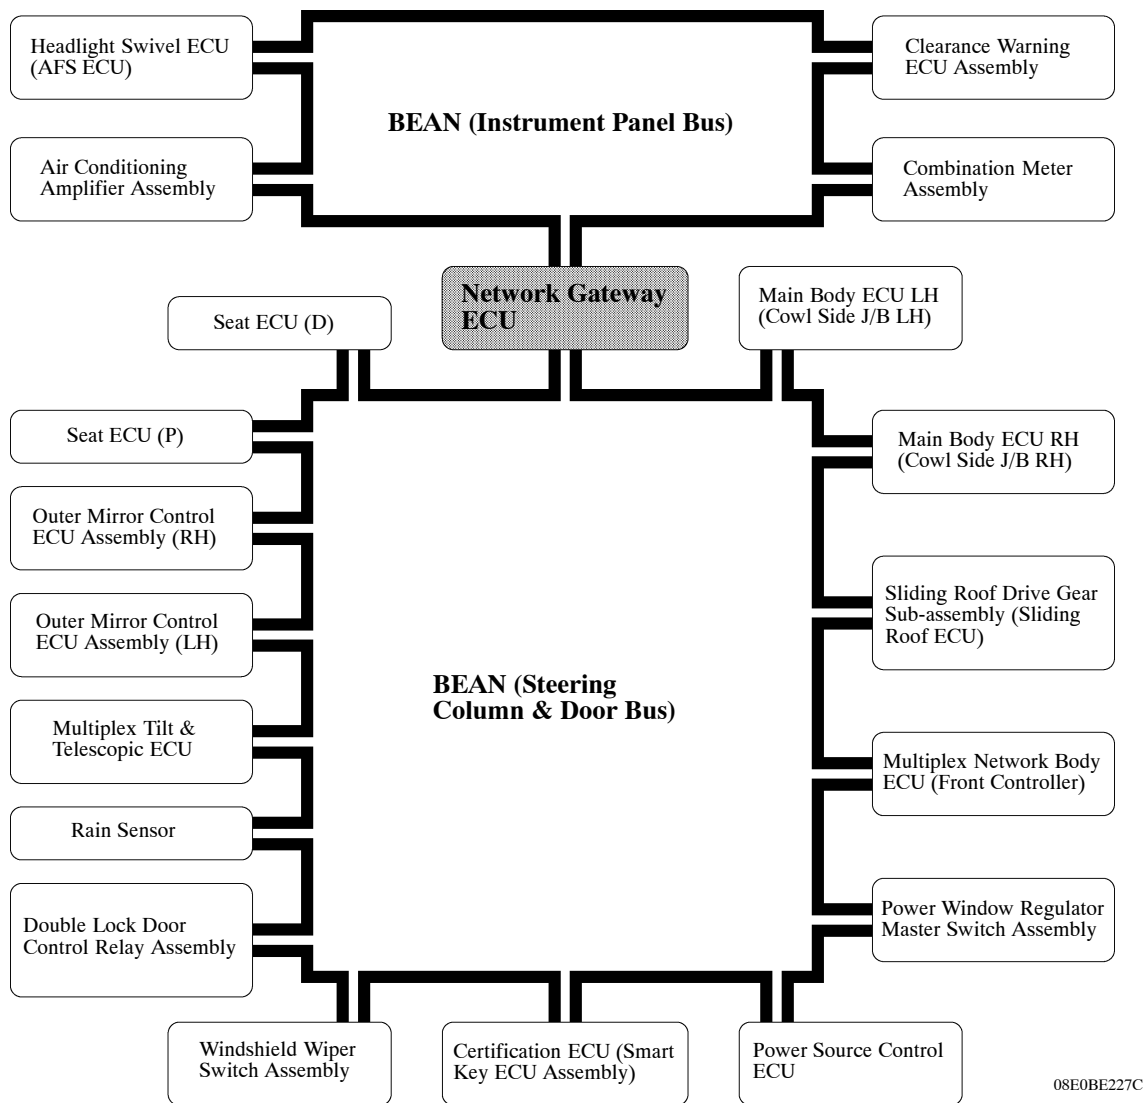 Headlight Swivel ECU
(AFS ECU)
Clearance Warning
ECU Assembly
BEAN (Instrument Panel Bus)
Air Conditioning
Amplifier Assembly
Combination Meter
Assembly
Network Gateway
ECU
Main Body ECU LH
(Cowl Side J/B LH)
Seat ECU (D)
Seat ECU (P)
Main Body ECU RH
(Cowl Side J/B RH)
Outer Mirror Control
ECU Assembly (RH)
Outer Mirror Control
ECU Assembly (LH)
Sliding Roof Drive Gear
Sub-assembly (Sliding
Roof ECU)
BEAN (Steering
Column & Door Bus)
Multiplex Tilt &
Telescopic ECU
Multiplex Network Body
ECU (Front Controller)
Rain Sensor
Double Lock Door
Control Relay Assembly
Power Window Regulator
Master Switch Assembly
Windshield Wiper
Switch Assembly
Certification ECU (Smart
Key ECU Assembly)
Power Source Control
ECU
08E0BE227C